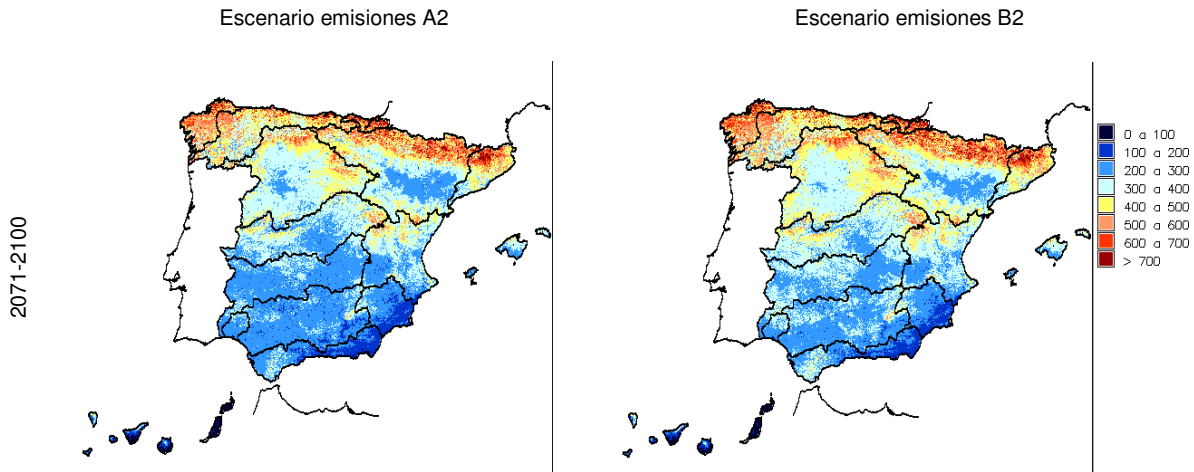 Escenario emisiones A2
Escenario emisiones B2
2071-2100
0 a 100
100 a 200
200 a 300
300 a 400
400 a 500
500 a 600
600 a 700
> 700